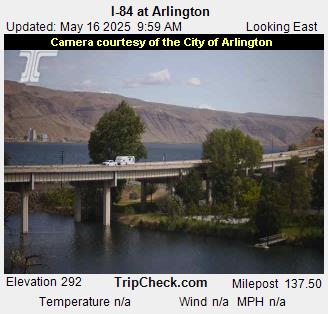 I-84 at Arlington
Updated: May 16 2025 9:59 AM Looking East
Camera courtesy of the City of Arlington
Elevation 292 TripCheck.com Milepost 137.50
Temperature n/a Wind n/a MPH n/a